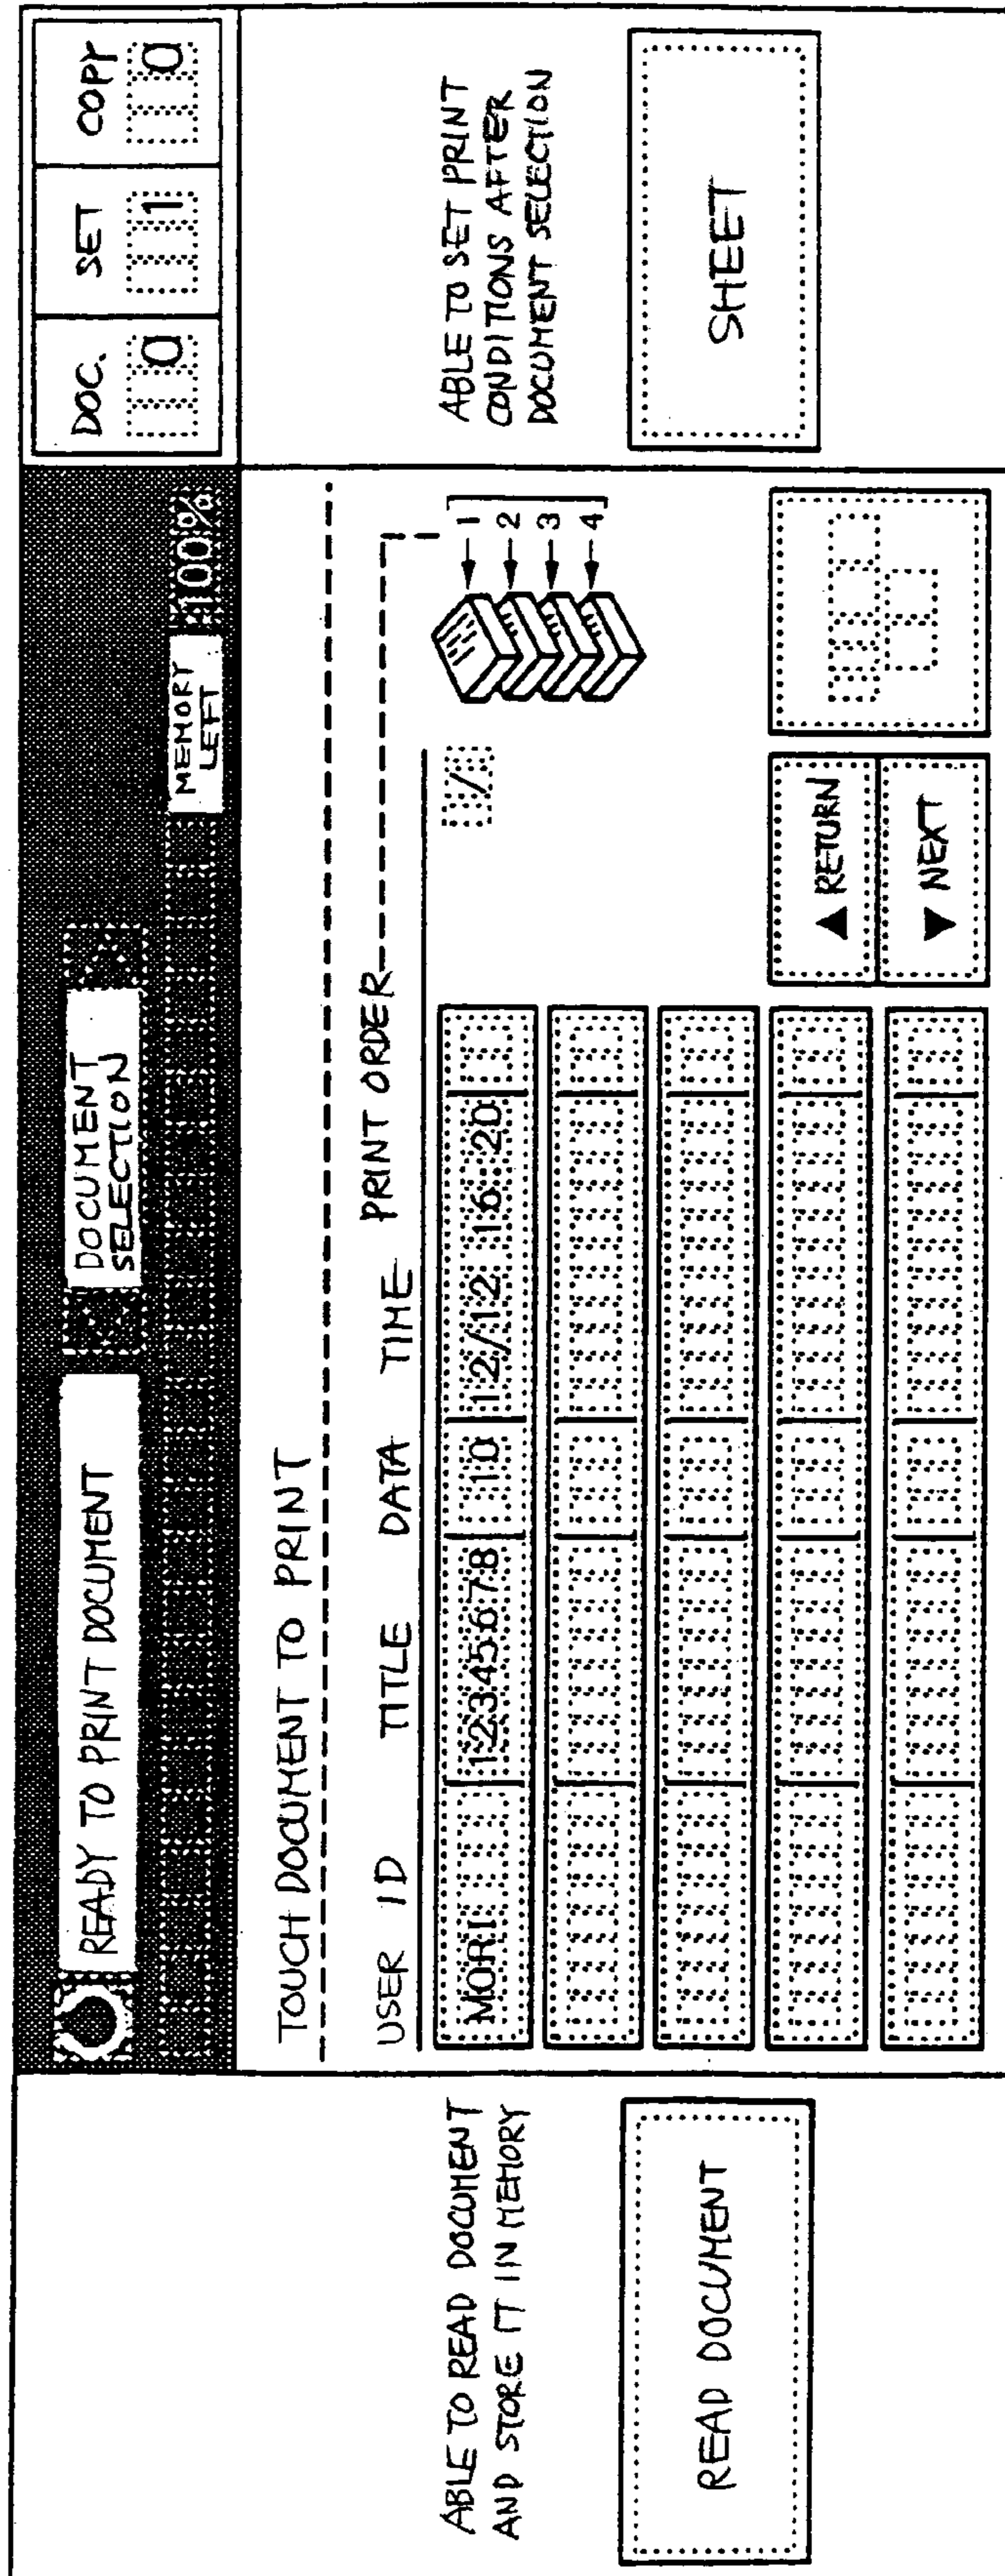 READY TO PRINT DOCUMENT
DOCUMENT
SELECTION
MEMORY
LEFT
100%
DOC. SET COPY
0 1 0
ABLE TO READ DOCUMENT
AND STORE IT IN MEMORY
READ DOCUMENT
TOUCH DOCUMENT TO PRINT
USER ID TITLE DATA TIME PRINT ORDER
MORI 12345678 10 12/12 16:20
/
1
2
3
4
▲ RETURN
▼ NEXT
ABLE TO SET PRINT
CONDITIONS AFTER
DOCUMENT SELECTION
SHEET